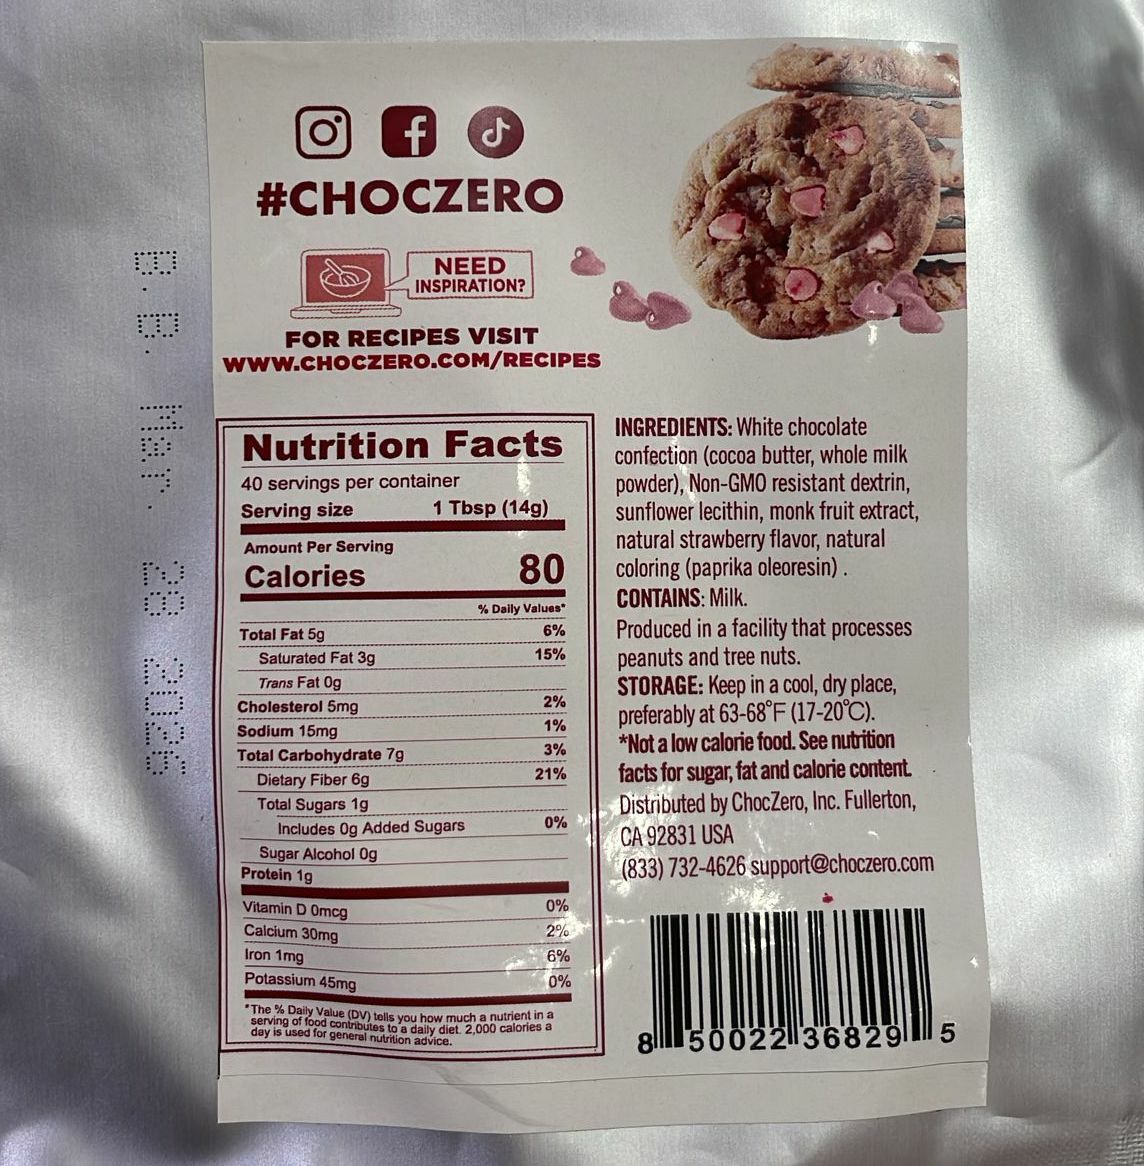 #CHOCZERO
NEED
INSPIRATION?
FOR RECIPES VISIT
WWW.CHOCZERO.COM/RECIPES
B.B. Mar. 28 2026
Nutrition Facts
40 servings per container
Serving size 1 Tbsp (14g)
Amount Per Serving
Calories 80
% Daily Values*
Total Fat 5g 6%
Saturated Fat 3g 15%
Trans Fat 0g
Cholesterol 5mg 2%
Sodium 15mg 1%
Total Carbohydrate 7g 3%
Dietary Fiber 6g 21%
Total Sugars 1g
Includes 0g Added Sugars 0%
Sugar Alcohol 0g
Protein 1g
Vitamin D 0mcg 0%
Calcium 30mg 2%
Iron 1mg 6%
Potassium 45mg 0%
*The % Daily Value (DV) tells you how much a nutrient in a
serving of food contributes to a daily diet. 2,000 calories a
day is used for general nutrition advice.
INGREDIENTS: White chocolate
confection (cocoa butter, whole milk
powder), Non-GMO resistant dextrin,
sunflower lecithin, monk fruit extract,
natural strawberry flavor, natural
coloring (paprika oleoresin) .
CONTAINS: Milk.
Produced in a facility that processes
peanuts and tree nuts.
STORAGE: Keep in a cool, dry place,
preferably at 63-68°F (17-20°C).
*Not a low calorie food. See nutrition
facts for sugar, fat and calorie content.
Distributed by ChocZero, Inc. Fullerton,
CA 92831 USA
(833) 732-4626 support@choczero.com
8 50022 36829 5